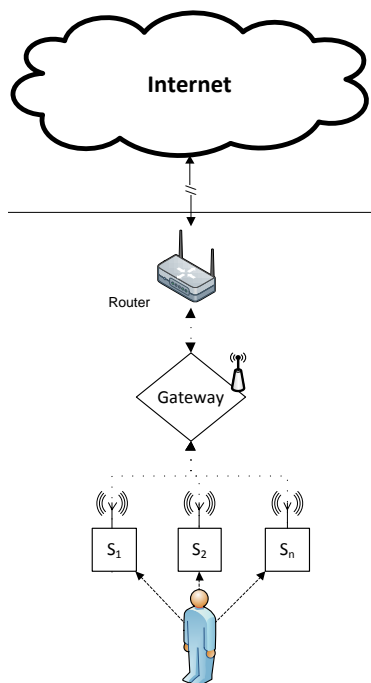 Internet
Router
Gateway
S₁ S₂ Sₙ